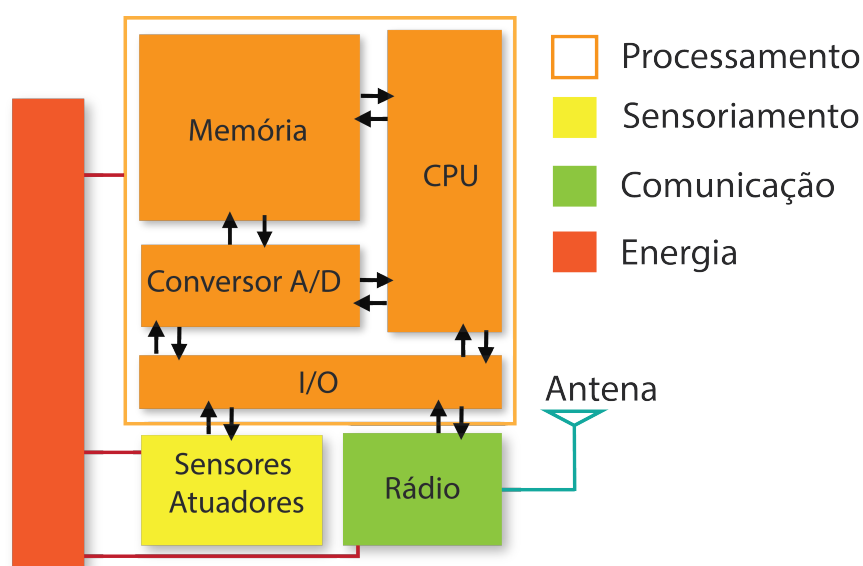 Memória
CPU
Conversor A/D
I/O
Sensores
Atuadores
Rádio
Antena
Processamento
Sensoriamento
Comunicação
Energia